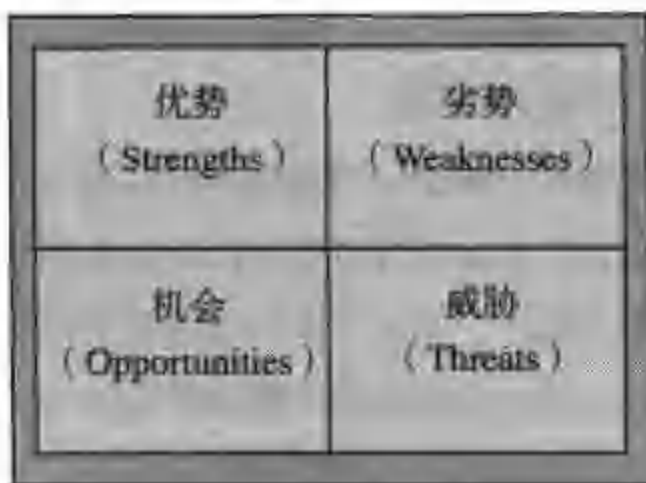 优势
（Strengths）
劣势
（Weaknesses）
机会
（Opportunities）
威胁
（Threats）